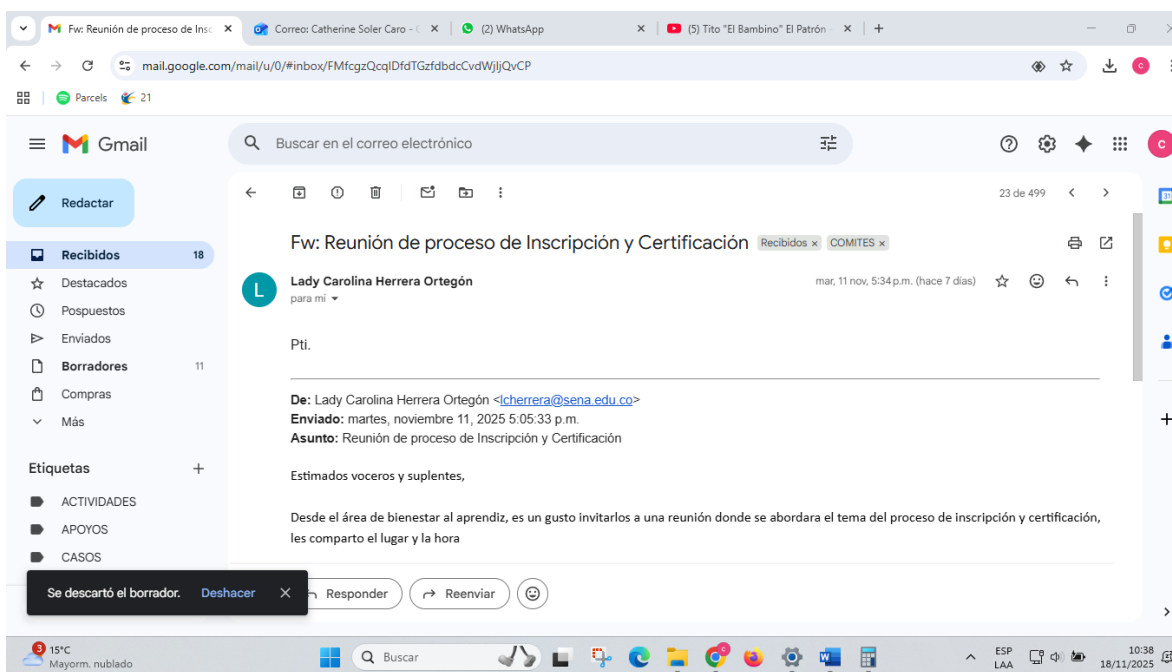 Fw: Reunión de proceso de Insc
Correo: Catherine Soler Caro -
(2) WhatsApp
(5) Tito "El Bambino" El Patrón -
mail.google.com/mail/u/0/#inbox/FMfcgzQcqIDfdTGzfdbdcCvdWjljQvCP
Parcels
21
Gmail
Buscar en el correo electrónico
Redactar
23 de 499
Fw: Reunión de proceso de Inscripción y Certificación Recibidos x COMITES x
Recibidos 18
Destacados
Pospuestos
Enviados
Borradores 11
Compras
Más
Etiquetas
ACTIVIDADES
APOYOS
CASOS
Lady Carolina Herrera Ortegón
mar, 11 nov, 5:34 p.m. (hace 7 días)
para mí
Pti.
De: Lady Carolina Herrera Ortegón <lcherrera@sena.edu.co>
Enviado: martes, noviembre 11, 2025 5:05:33 p.m.
Asunto: Reunión de proceso de Inscripción y Certificación
Estimados voceros y suplentes,
Desde el área de bienestar al aprendiz, es un gusto invitarlos a una reunión donde se abordara el tema del proceso de inscripción y certificación,
les comparto el lugar y la hora
Responder
Reenviar
Se descartó el borrador. Deshacer
3
15°C
Mayorm. nublado
Buscar
ESP
LAA
10:38
18/11/2025